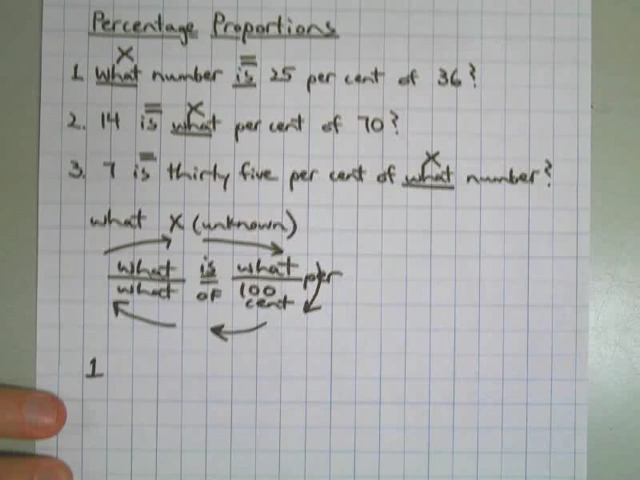 Percentage Proportions
x =
1. What number is 25 per cent of 36?
= x
2. 14 is what per cent of 70?
= x
3. 7 is thirty five per cent of what number?
what x (unknown)
what is what per
what of 100
cent
1